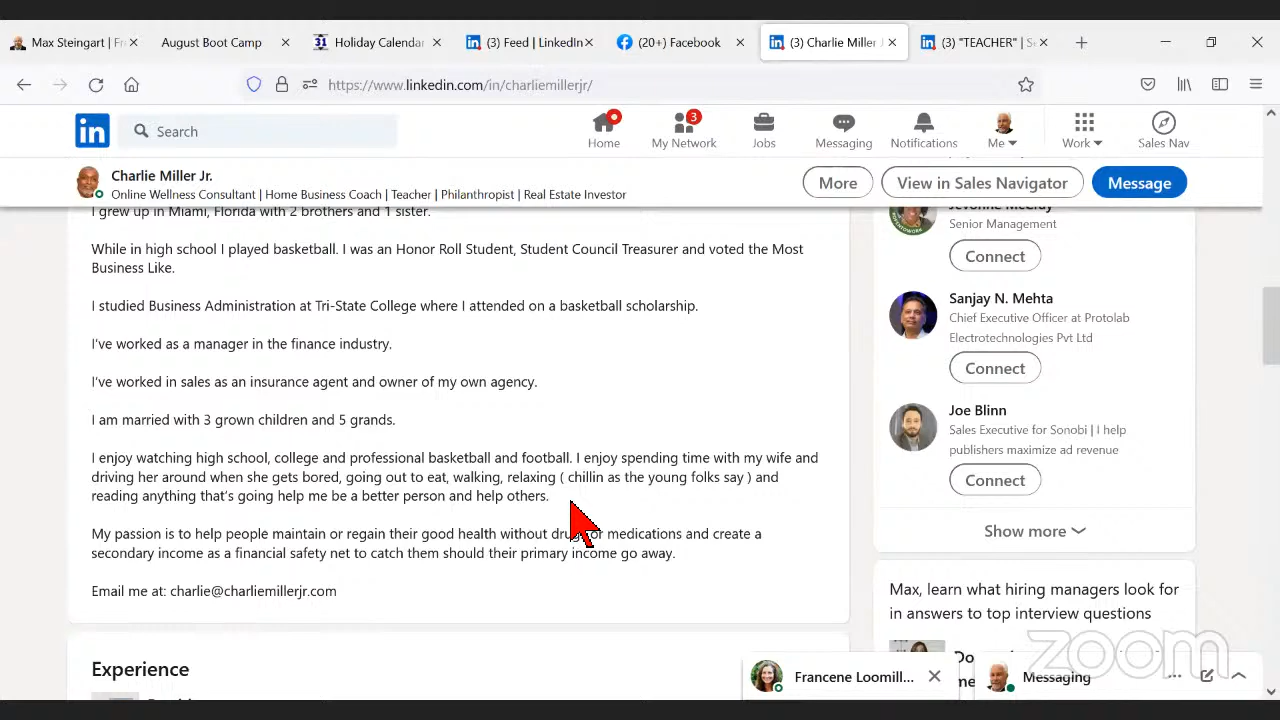 Max Steingart | Fr
August Boot Camp
31 Holiday Calenda
(3) Feed | LinkedIn
(20+) Facebook
(3) Charlie Miller J
(3) "TEACHER" | S
https://www.linkedin.com/in/charliemillerjr/
in
Search
Home
3
My Network
Jobs
Messaging
Notifications
Me
Work
Sales Nav
Charlie Miller Jr.
Online Wellness Consultant | Home Business Coach | Teacher | Philanthropist | Real Estate Investor
More
View in Sales Navigator
Message
I grew up in Miami, Florida with 2 brothers and 1 sister.
While in high school I played basketball. I was an Honor Roll Student, Student Council Treasurer and voted the Most
Business Like.
I studied Business Administration at Tri-State College where I attended on a basketball scholarship.
I've worked as a manager in the finance industry.
I've worked in sales as an insurance agent and owner of my own agency.
I am married with 3 grown children and 5 grands.
I enjoy watching high school, college and professional basketball and football. I enjoy spending time with my wife and
driving her around when she gets bored, going out to eat, walking, relaxing ( chillin as the young folks say ) and
reading anything that's going help me be a better person and help others.
My passion is to help people maintain or regain their good health without drug or medications and create a
secondary income as a financial safety net to catch them should their primary income go away.
Email me at: charlie@charliemillerjr.com
Experience
Senior Management
Connect
Sanjay N. Mehta
Chief Executive Officer at Protolab
Electrotechnologies Pvt Ltd
Connect
Joe Blinn
Sales Executive for Sonobi | I help
publishers maximize ad revenue
Connect
Show more
Max, learn what hiring managers look for
in answers to top interview questions
zoom
Francene Loomill...
Messaging